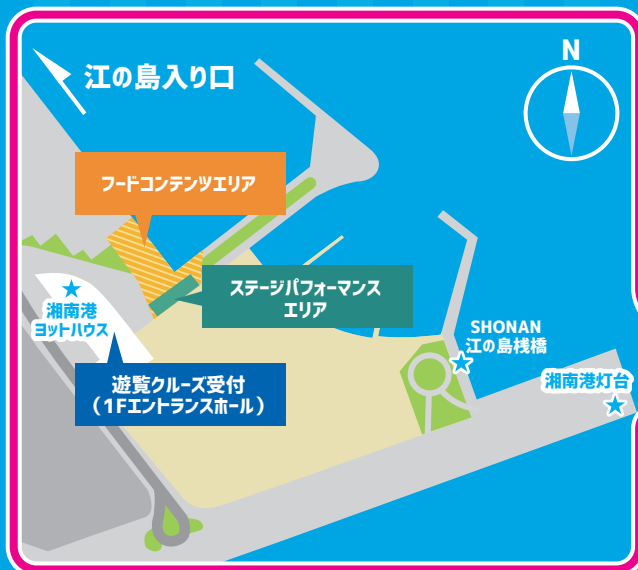 N
江の島入り口
フードコンテンツエリア
ステージパフォーマンス
エリア
湘南港
ヨットハウス
SHONAN
江の島桟橋
遊覧クルーズ受付
（1Fエントランスホール）
湘南港灯台